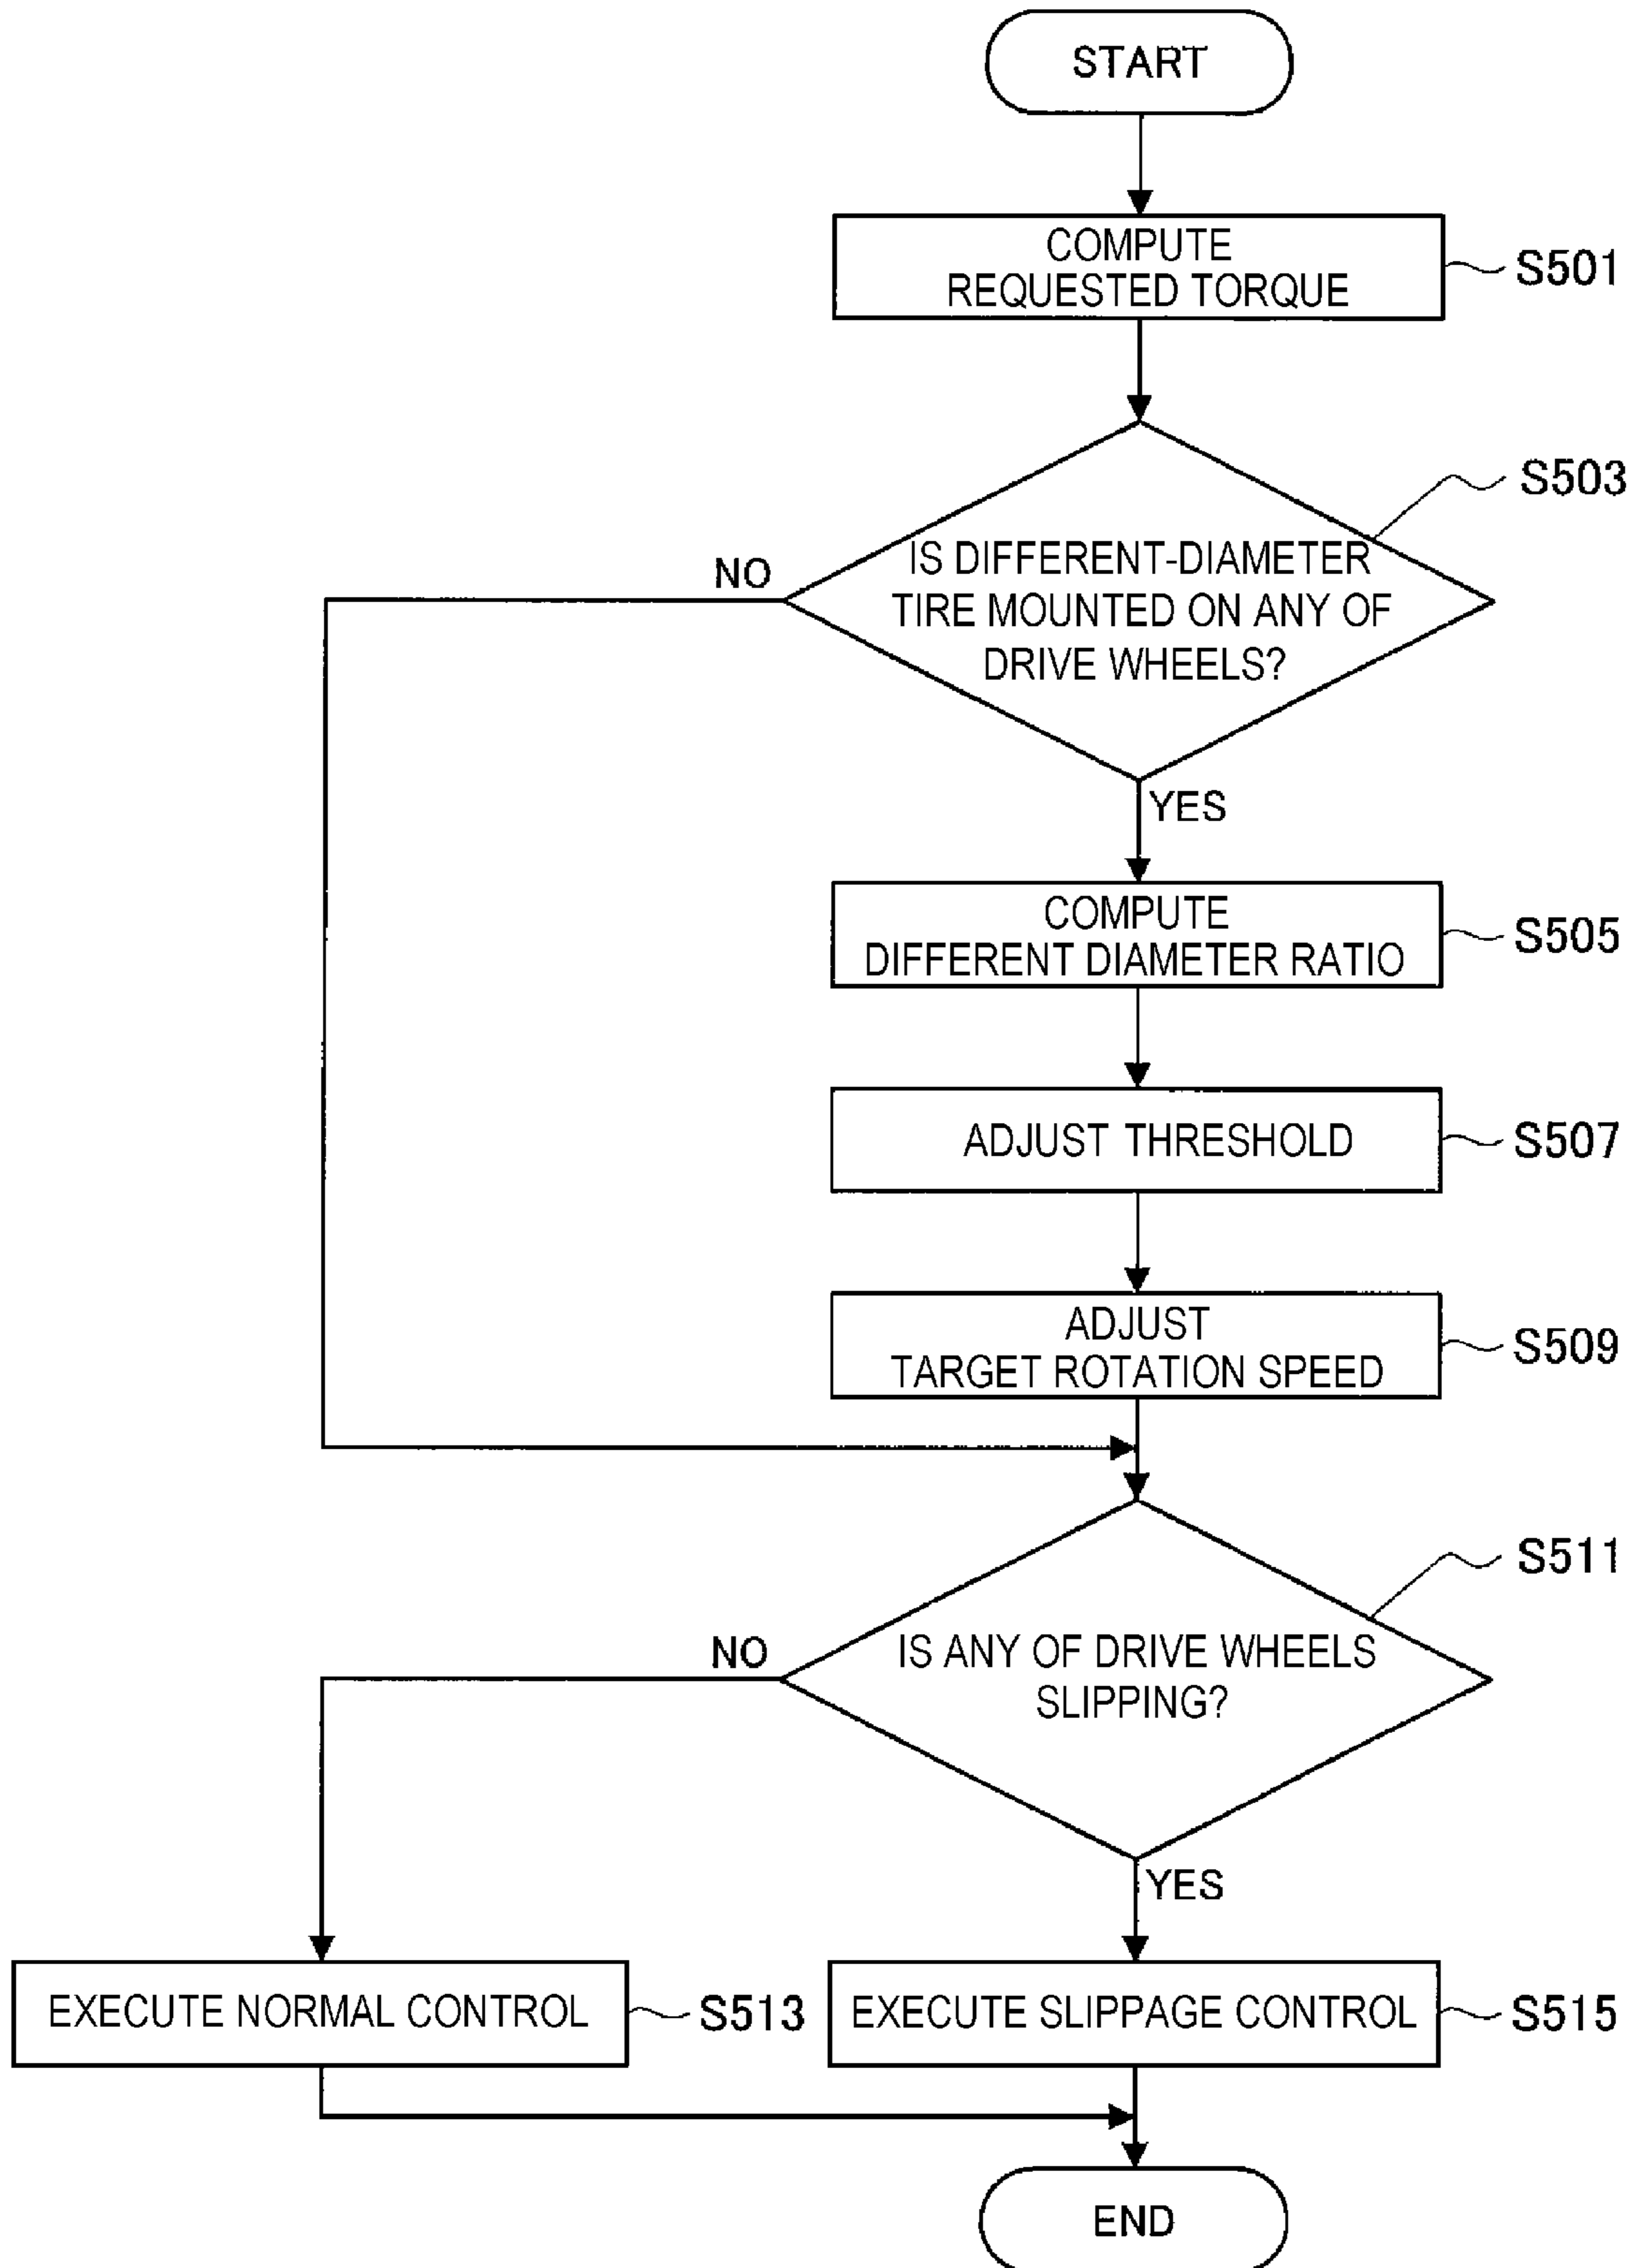 START
COMPUTE
REQUESTED TORQUE
S501
S503
IS DIFFERENT-DIAMETER
TIRE MOUNTED ON ANY OF
DRIVE WHEELS?
NO
YES
COMPUTE
DIFFERENT DIAMETER RATIO
S505
ADJUST THRESHOLD
S507
ADJUST
TARGET ROTATION SPEED
S509
S511
IS ANY OF DRIVE WHEELS
SLIPPING?
NO
YES
EXECUTE NORMAL CONTROL
S513
EXECUTE SLIPPAGE CONTROL
S515
END